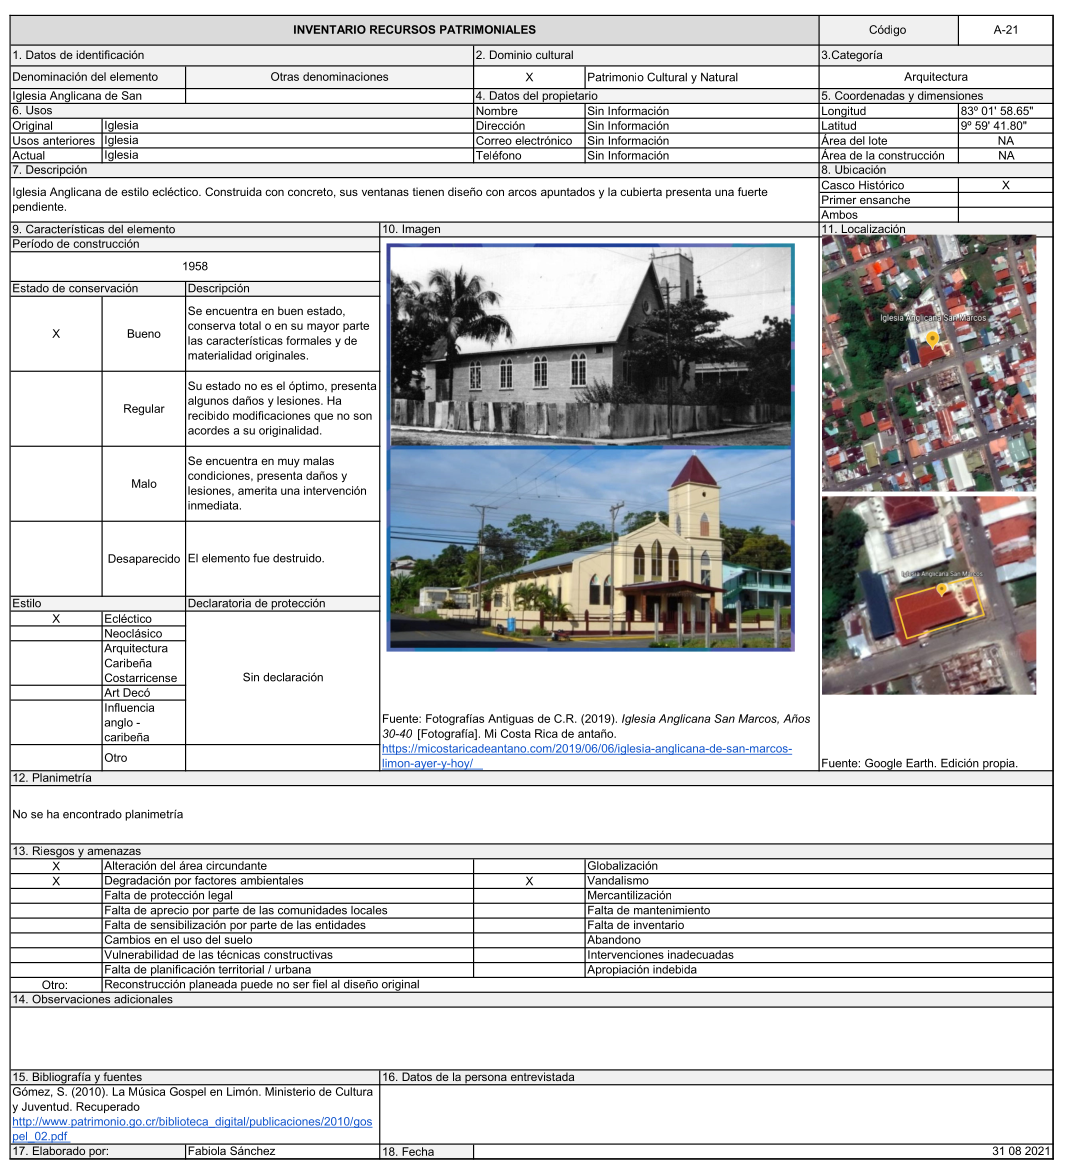 INVENTARIO RECURSOS PATRIMONIALES Código A-21
1. Datos de identificación 2. Dominio cultural 3.Categoría
Denominación del elemento Otras denominaciones X Patrimonio Cultural y Natural Arquitectura
Iglesia Anglicana de San 4. Datos del propietario 5. Coordenadas y dimensiones
6. Usos Nombre Sin Información Longitud 83º 01' 58.65"
Original Iglesia Dirección Sin Información Latitud 9º 59' 41.80"
Usos anteriores Iglesia Correo electrónico Sin Información Área del lote NA
Actual Iglesia Teléfono Sin Información Área de la construcción NA
7. Descripción 8. Ubicación
Iglesia Anglicana de estilo ecléctico. Construida con concreto, sus ventanas tienen diseño con arcos apuntados y la cubierta presenta una fuerte
pendiente.
Casco Histórico X
Primer ensanche
Ambos
9. Características del elemento 10. Imagen 11. Localización
Período de construcción
1958
Estado de conservación Descripción
X Bueno
Se encuentra en buen estado,
conserva total o en su mayor parte
las características formales y de
materialidad originales.
Regular
Su estado no es el óptimo, presenta
algunos daños y lesiones. Ha
recibido modificaciones que no son
acordes a su originalidad.
Malo
Se encuentra en muy malas
condiciones, presenta daños y
lesiones, amerita una intervención
inmediata.
Desaparecido El elemento fue destruido.
Estilo Declaratoria de protección
X Ecléctico
Neoclásico
Arquitectura
Caribeña
Costarricense
Art Decó
Influencia
anglo -
caribeña
Otro
Sin declaración
Fuente: Fotografías Antiguas de C.R. (2019). Iglesia Anglicana San Marcos, Años
30-40 [Fotografía]. Mi Costa Rica de antaño.
https://micostaricadeantano.com/2019/06/06/iglesia-anglicana-de-san-marcos-
limon-ayer-y-hoy/
Iglesia Anglicana San Marcos
Iglesia Anglicana San Marcos
Fuente: Google Earth. Edición propia.
12. Planimetría
No se ha encontrado planimetría
13. Riesgos y amenazas
X Alteración del área circundante Globalización
X Degradación por factores ambientales X Vandalismo
Falta de protección legal Mercantilización
Falta de aprecio por parte de las comunidades locales Falta de mantenimiento
Falta de sensibilización por parte de las entidades Falta de inventario
Cambios en el uso del suelo Abandono
Vulnerabilidad de las técnicas constructivas Intervenciones inadecuadas
Falta de planificación territorial / urbana Apropiación indebida
Otro: Reconstrucción planeada puede no ser fiel al diseño original
14. Observaciones adicionales
15. Bibliografía y fuentes 16. Datos de la persona entrevistada
Gómez, S. (2010). La Música Gospel en Limón. Ministerio de Cultura
y Juventud. Recuperado
http://www.patrimonio.go.cr/biblioteca_digital/publicaciones/2010/gos
pel_02.pdf
17. Elaborado por: Fabiola Sánchez 18. Fecha 31 08 2021